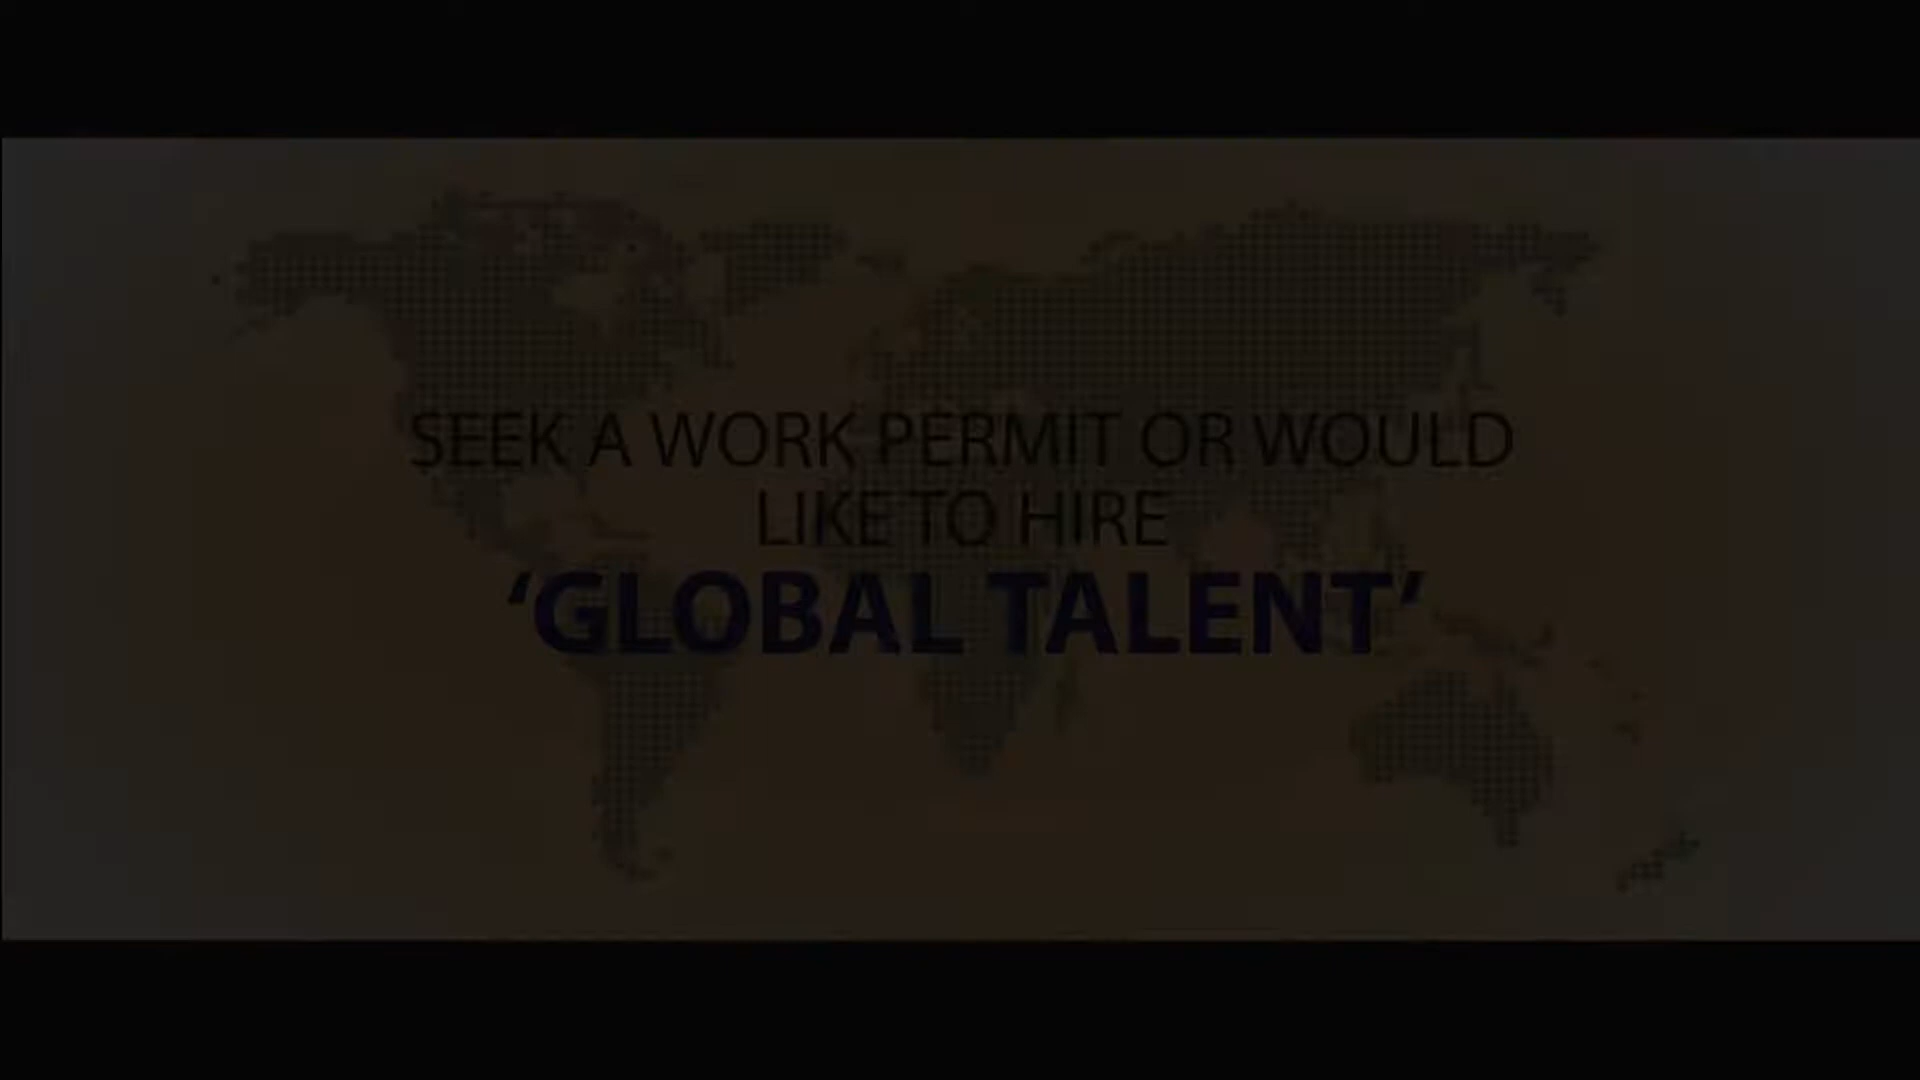 SEEK A WORK PERMIT OR WOULD
LIKE TO HIRE
‘GLOBAL TALENT’